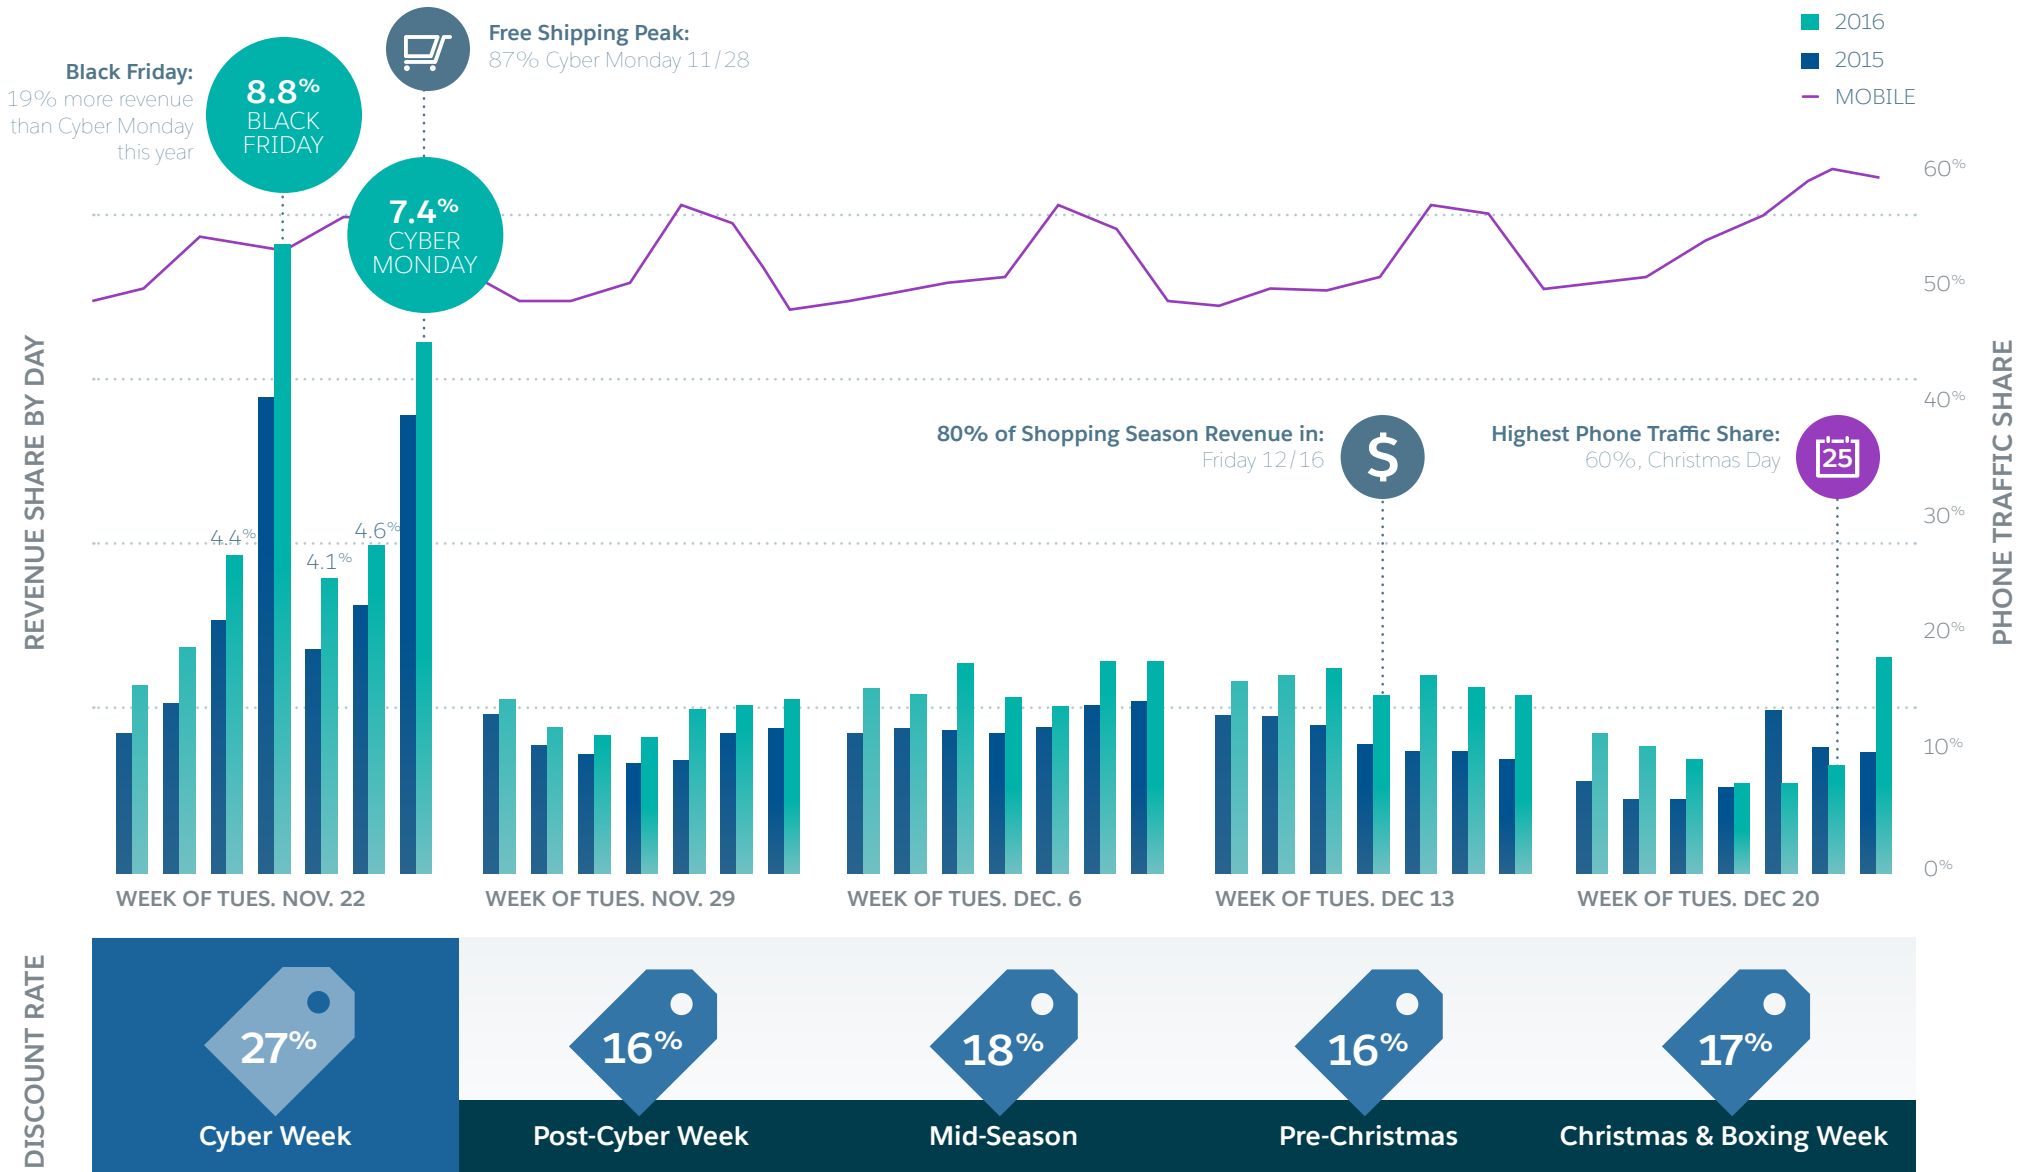 Black Friday:
19% more revenue
than Cyber Monday
this year
8.8%
BLACK
FRIDAY
Free Shipping Peak:
87% Cyber Monday 11/28
7.4%
CYBER
MONDAY
2016
2015
MOBILE
REVENUE SHARE BY DAY
4.4%
4.1%
4.6%
80% of Shopping Season Revenue in:
Friday 12/16
$
Highest Phone Traffic Share:
60%, Christmas Day
25
60%
50%
40%
30%
20%
10%
0%
PHONE TRAFFIC SHARE
WEEK OF TUES. NOV. 22
WEEK OF TUES. NOV. 29
WEEK OF TUES. DEC. 6
WEEK OF TUES. DEC 13
WEEK OF TUES. DEC 20
DISCOUNT RATE
27%
16%
18%
16%
17%
Cyber Week
Post-Cyber Week
Mid-Season
Pre-Christmas
Christmas & Boxing Week